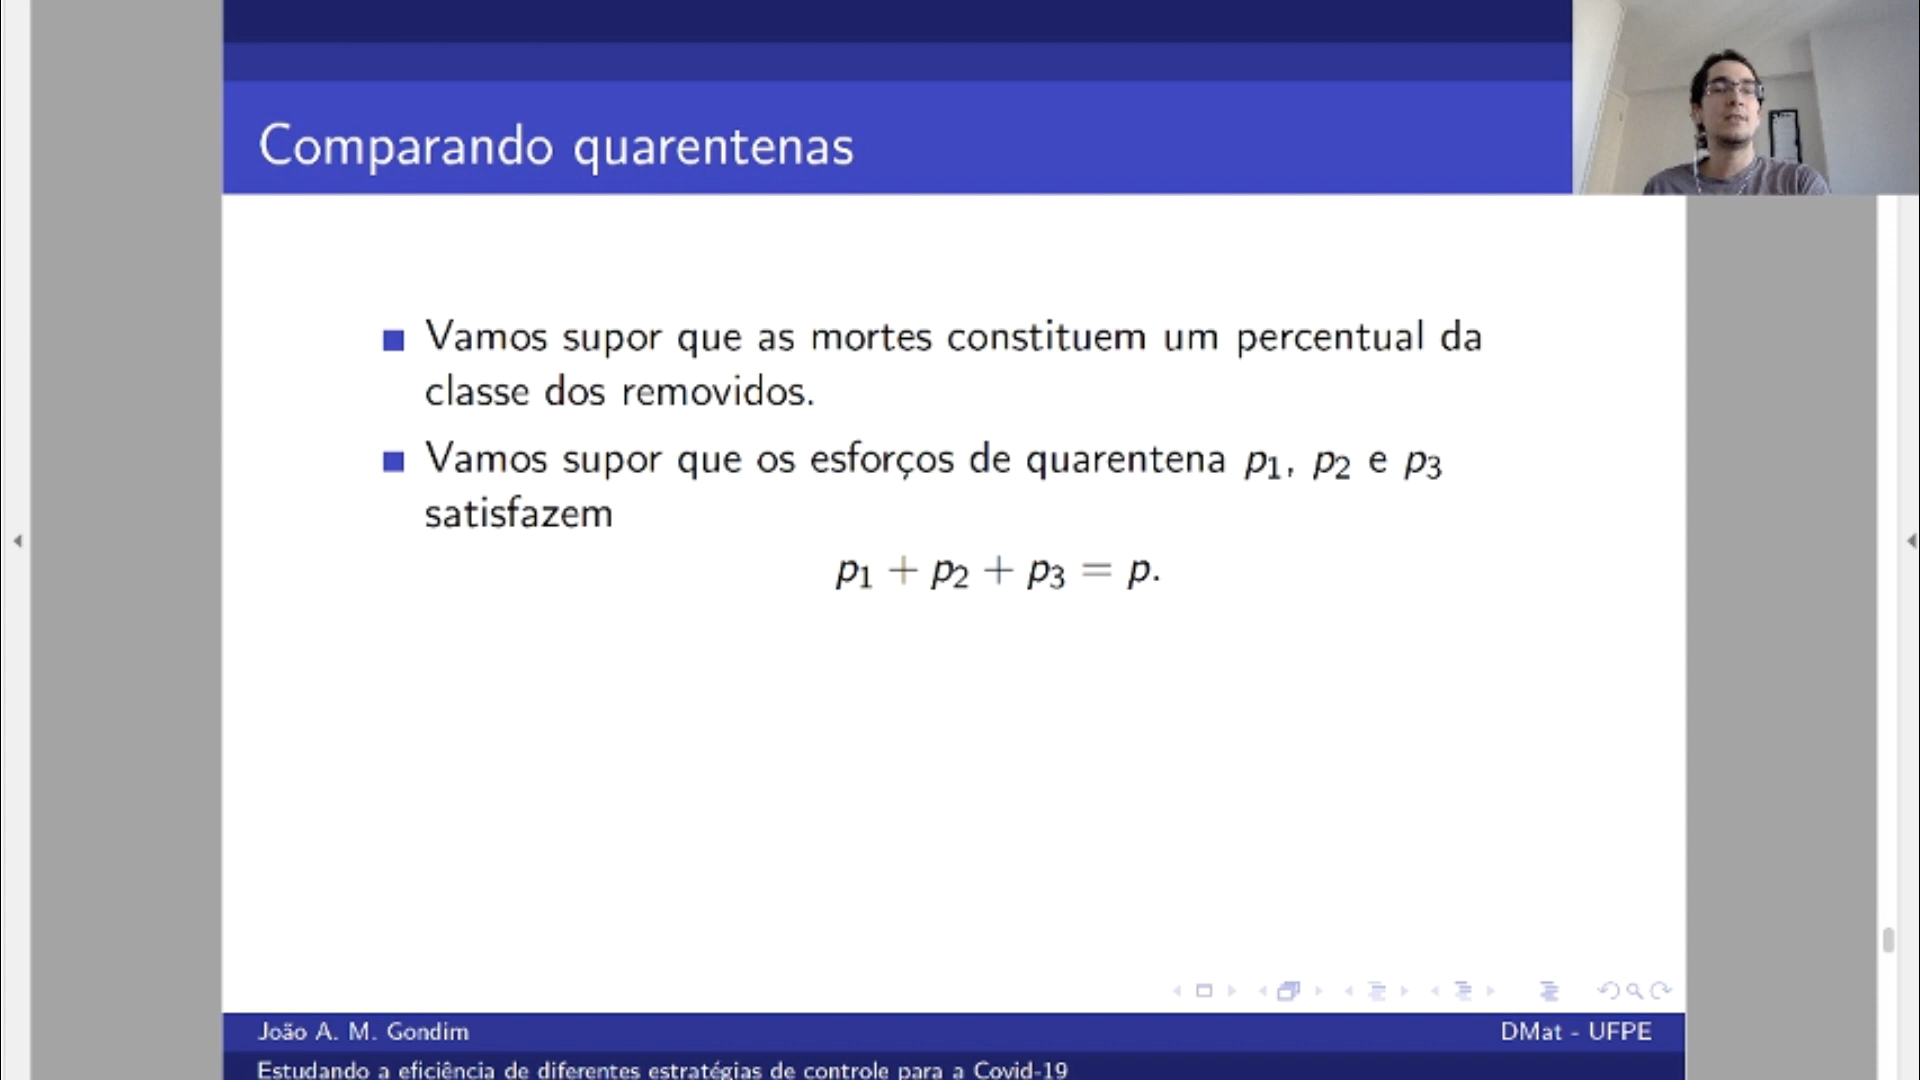 Comparando quarentenas
Vamos supor que as mortes constituem um percentual da
classe dos removidos.
Vamos supor que os esforços de quarentena p₁, p₂ e p₃
satisfazem
p₁ + p₂ + p₃ = p.
João A. M. Gondim
DMat - UFPE
Estudando a eficiência de diferentes estratégias de controle para a Covid-19